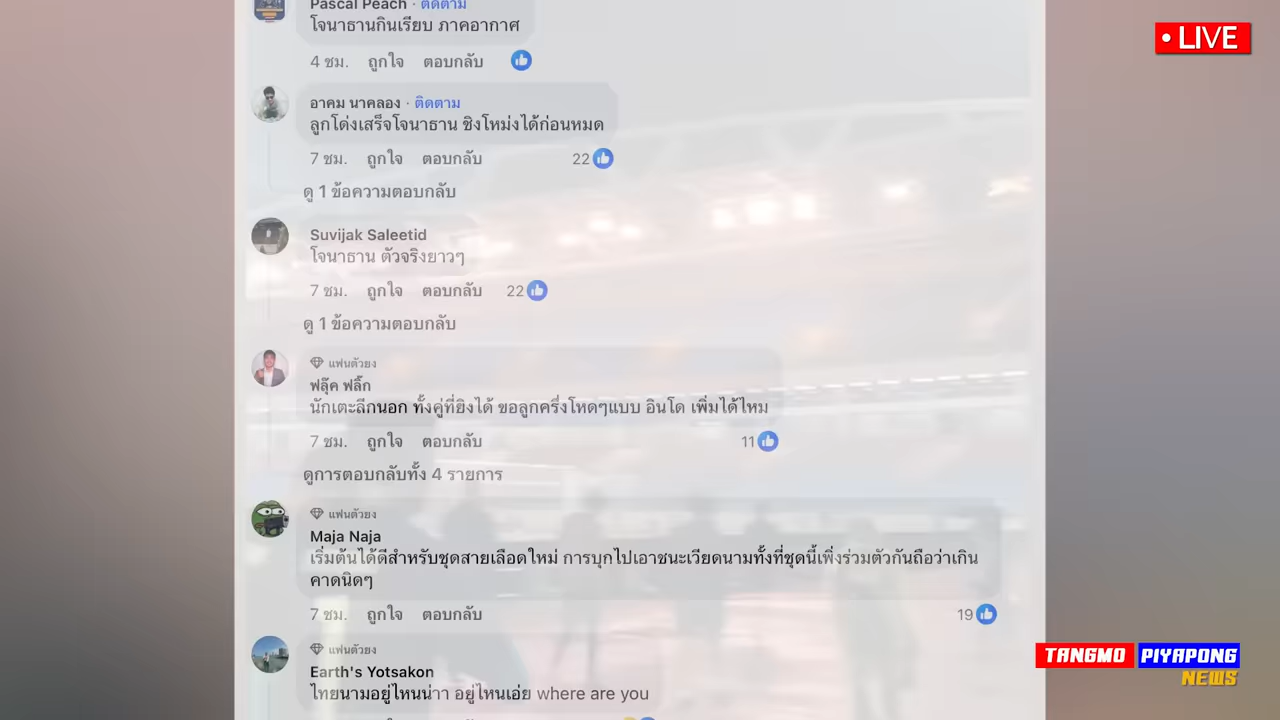 Pascal Peach · ติดตาม
โจนาธานกินเรียบ ภาคอากาศ
4 ชม. ถูกใจ ตอบกลับ
• LIVE
อาคม นาคลอง · ติดตาม
ลูกโด่งเสร็จโจนาธาน ชิงโหม่งได้ก่อนหมด
7 ชม. ถูกใจ ตอบกลับ 22
ดู 1 ข้อความตอบกลับ
Suvijak Saleetid
โจนาธาน ตัวจริงยาวๆ
7 ชม. ถูกใจ ตอบกลับ 22
ดู 1 ข้อความตอบกลับ
แฟนตัวยง
ฟลุ๊ค ฟลิ๊ก
นักเตะลีกนอก ทั้งคู่ที่ยิงได้ ขอลูกครึ่งโหดๆแบบ อินโด เพิ่มได้ไหม
7 ชม. ถูกใจ ตอบกลับ 11
ดูการตอบกลับทั้ง 4 รายการ
แฟนตัวยง
Maja Naja
เริ่มต้นได้ดีสำหรับชุดสายเลือดใหม่ การบุกไปเอาชนะเวียดนามทั้งที่ชุดนี้เพิ่งร่วมตัวกันถือว่าเกิน
คาดนิดๆ
7 ชม. ถูกใจ ตอบกลับ 19
แฟนตัวยง
Earth's Yotsakon
ไทยนามอยู่ไหนน่าา อยู่ไหนเอ่ย where are you
TANGMO PIYAPONG
NEWS